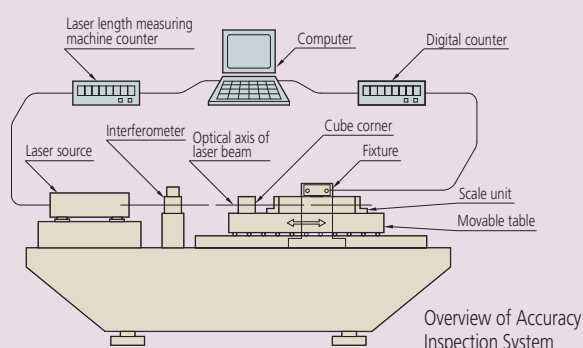 Laser length measuring
machine counter
Computer
Digital counter
Interferometer
Optical axis of
laser beam
Cube corner
Laser source
Fixture
Scale unit
Movable table
Overview of Accuracy
Inspection System